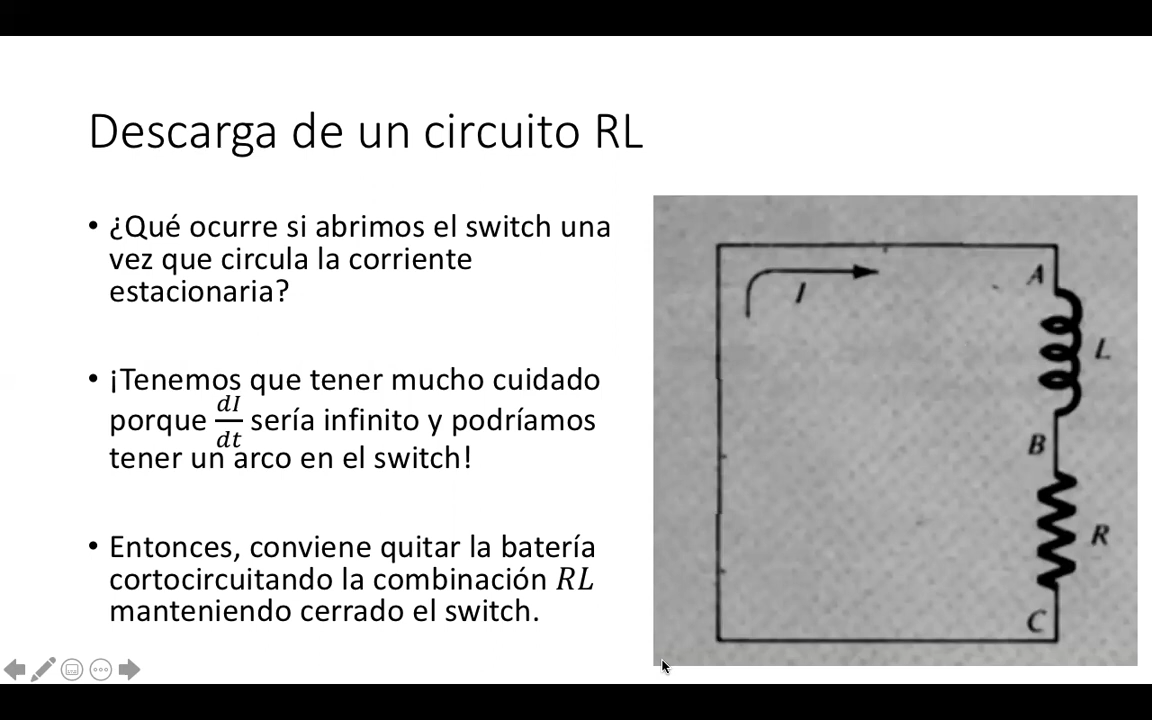 Descarga de un circuito RL
• ¿Qué ocurre si abrimos el switch una
vez que circula la corriente
estacionaria?
• ¡Tenemos que tener mucho cuidado
porque dI/dt sería infinito y podríamos
tener un arco en el switch!
• Entonces, conviene quitar la batería
cortocircuitando la combinación RL
manteniendo cerrado el switch.
A
I
L
B
R
C